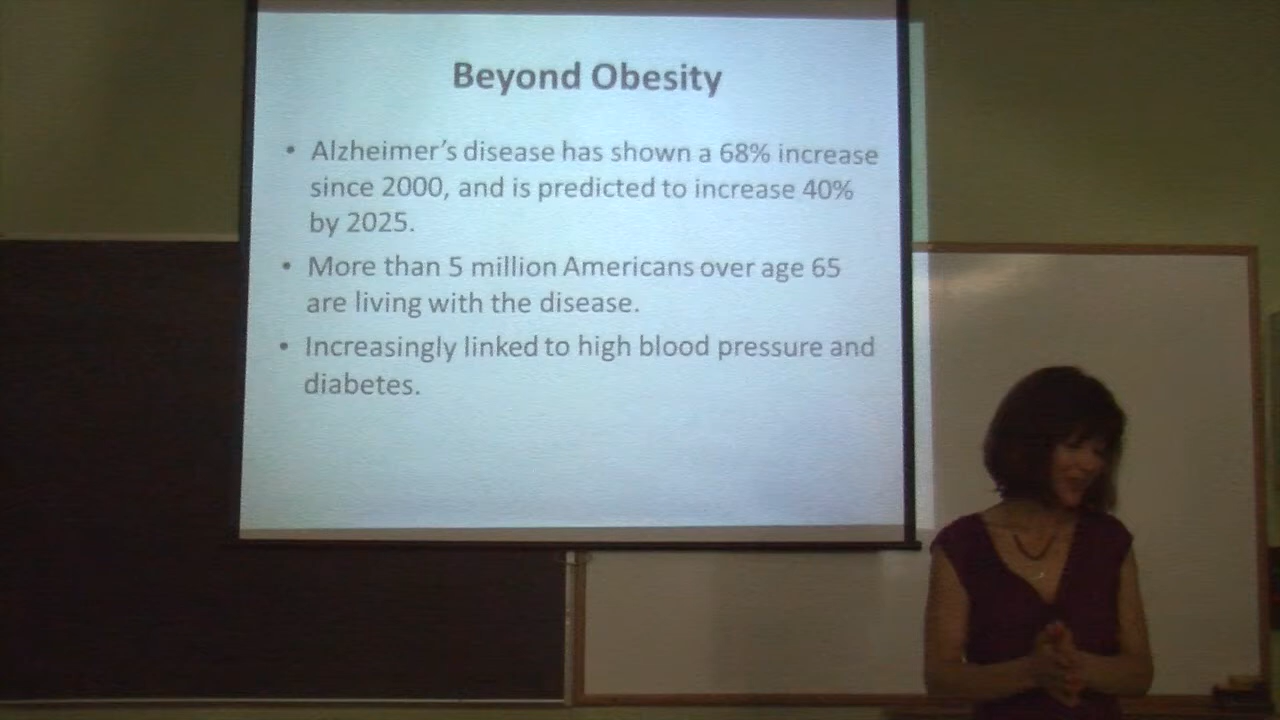 Beyond Obesity
• Alzheimer's disease has shown a 68% increase
since 2000, and is predicted to increase 40%
by 2025.
• More than 5 million Americans over age 65
are living with the disease.
• Increasingly linked to high blood pressure and
diabetes.